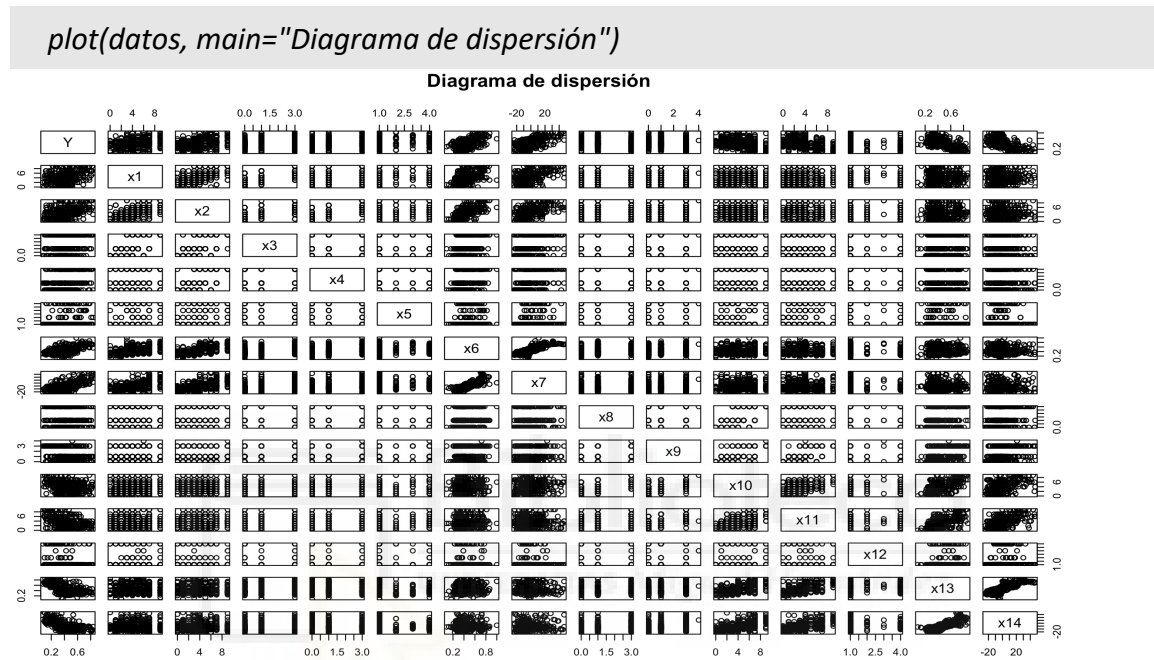 plot(datos, main="Diagrama de dispersión")
Diagrama de dispersión
0 4 8 0.0 1.5 3.0 1.0 2.5 4.0 -20 20 0 2 4 0 4 8 0.2 0.6
Y 0.2
0 6 x1
x2 0 6
0.0 x3
x4 0.0
1.0 x5
x6 0.2
-20 x7
x8 0.0
0 3 x9
x10 0 6
0 6 x11
x12 1.0
0.2 x13
x14 -20
0.2 0.6 0 4 8 0.0 1.5 3.0 0.2 0.8 0.0 1.5 3.0 0 4 8 1.0 2.5 4.0 -20 20